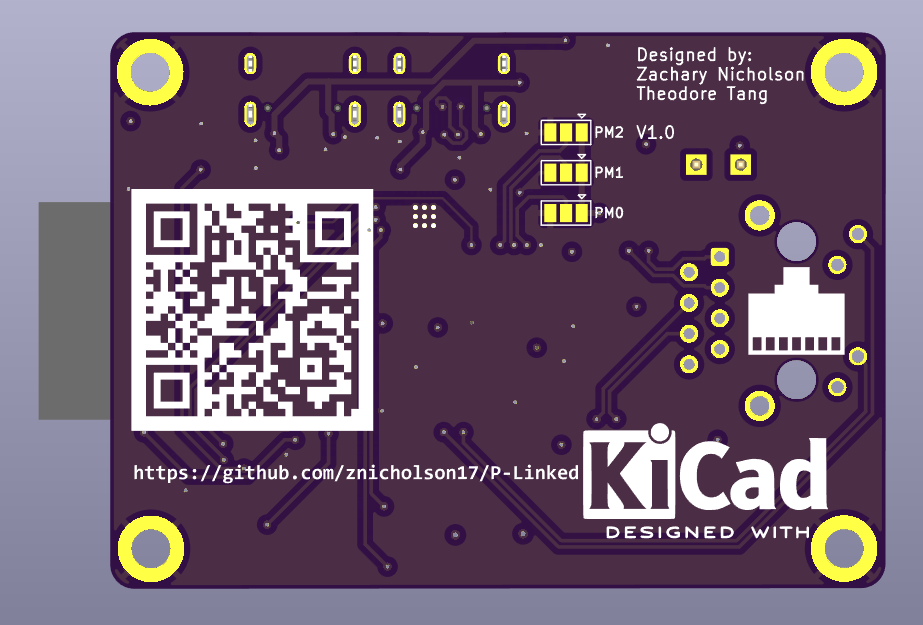 Designed by:
Zachary Nicholson
Theodore Tang
PM2 V1.0
PM1
PM0
https://github.com/znicholson17/P-Linked
KiCad
DESIGNED WITH